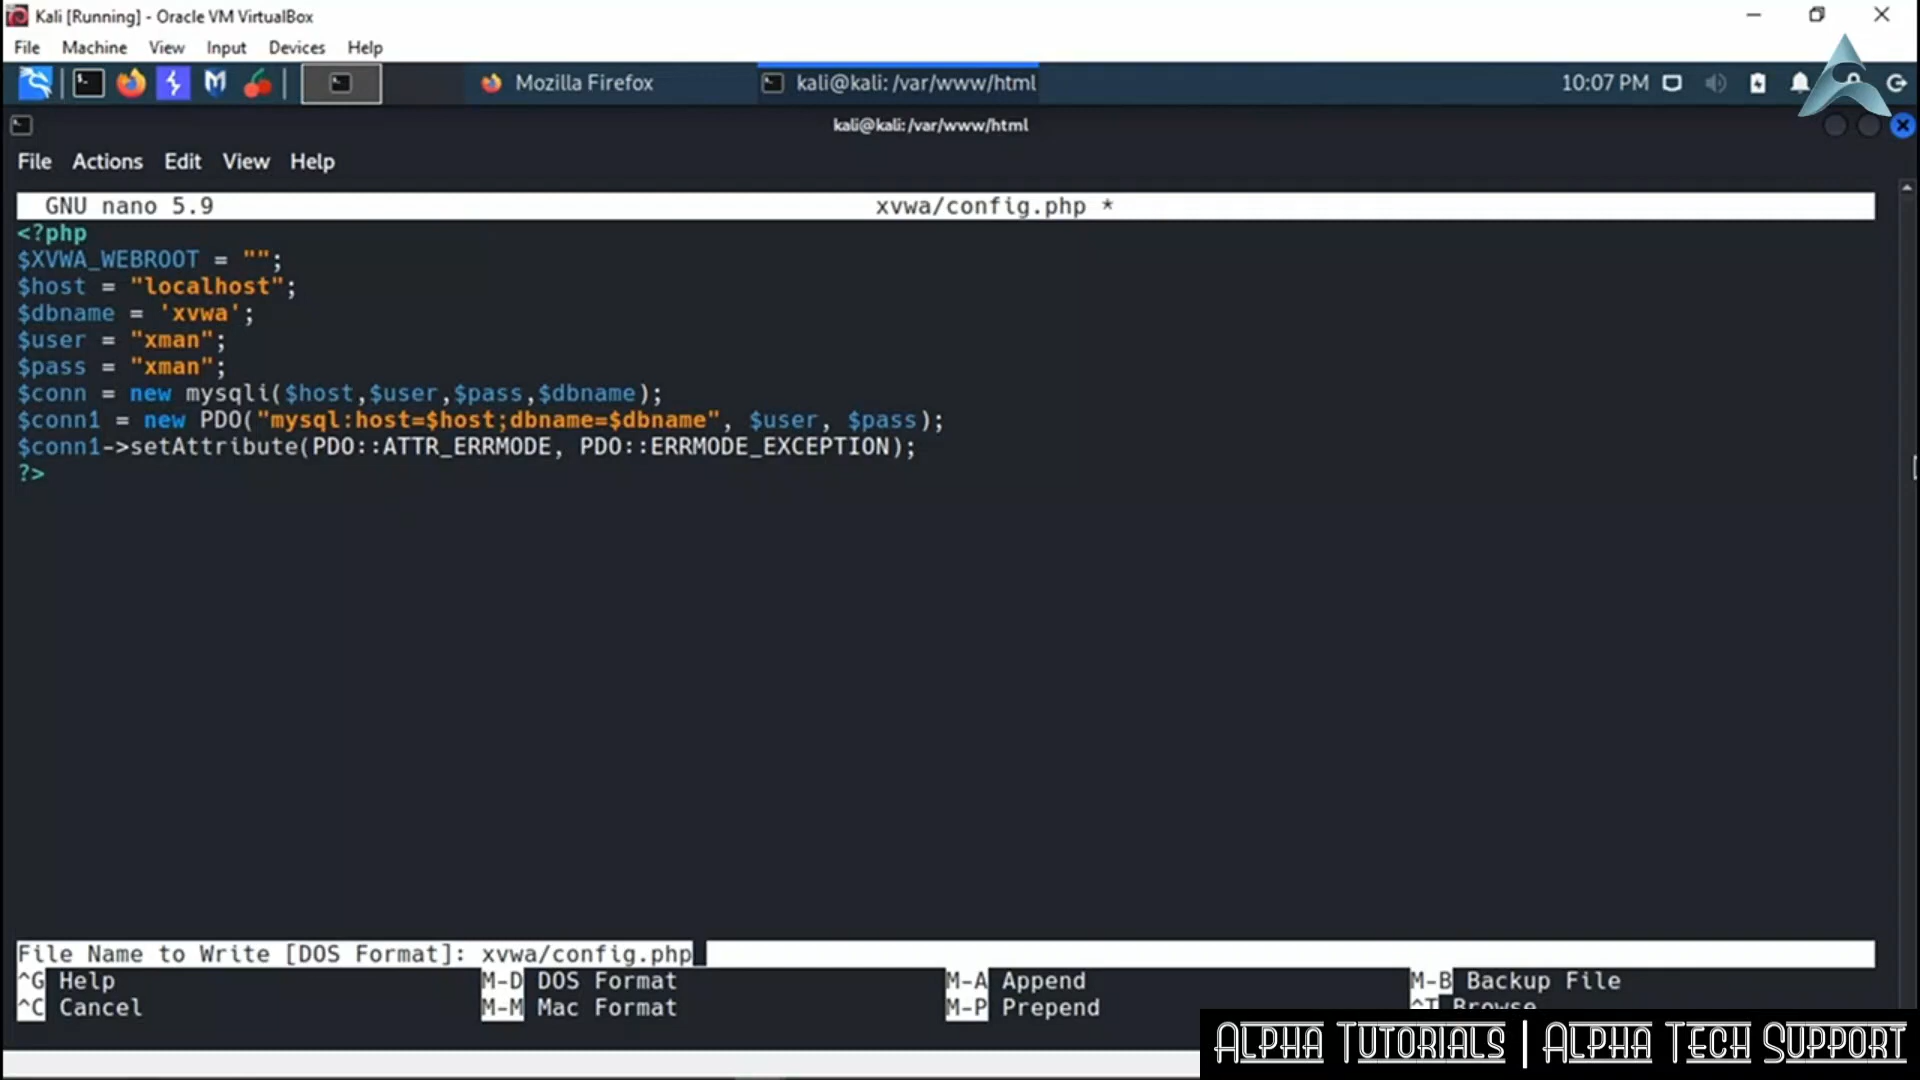 Kali [Running] - Oracle VM VirtualBox
File Machine View Input Devices Help
Mozilla Firefox kali@kali: /var/www/html 10:07 PM
kali@kali: /var/www/html
File Actions Edit View Help
GNU nano 5.9 xvwa/config.php *
<?php
$XVWA_WEBROOT = "";
$host = "localhost";
$dbname = 'xvwa';
$user = "xman";
$pass = "xman";
$conn = new mysqli($host,$user,$pass,$dbname);
$conn1 = new PDO("mysql:host=$host;dbname=$dbname", $user, $pass);
$conn1->setAttribute(PDO::ATTR_ERRMODE, PDO::ERRMODE_EXCEPTION);
?>
File Name to Write [DOS Format]: xvwa/config.php
^G Help M-D DOS Format M-A Append M-B Backup File
^C Cancel M-M Mac Format M-P Prepend ^T Browse
Alpha Tutorials | Alpha Tech Support